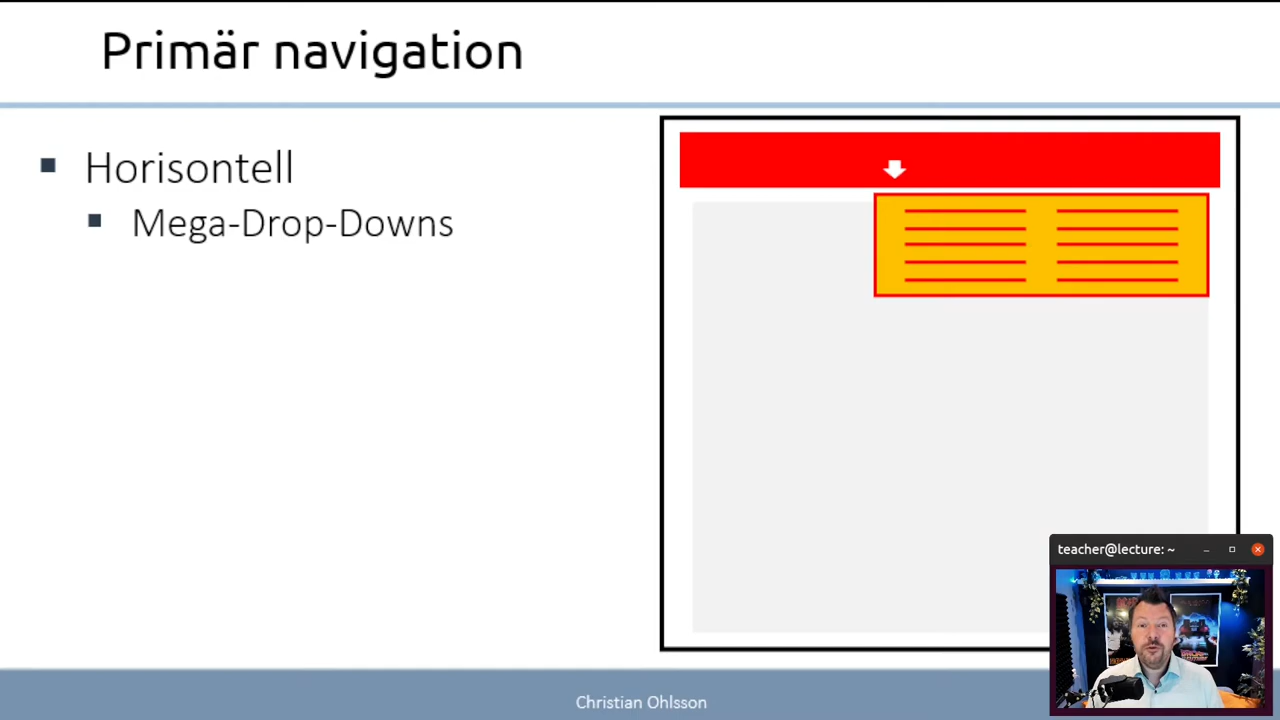 Primär navigation
Horisontell
Mega-Drop-Downs
teacher@lecture: ~
Christian Ohlsson